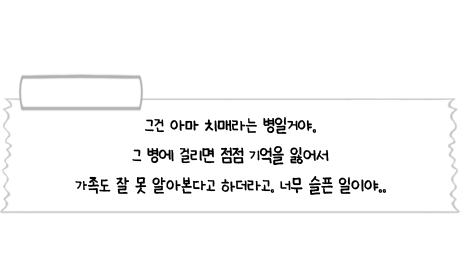 그건 아마 치매라는 병일거야.
그 병에 걸리면 점점 기억을 잃어서
가족도 잘 못 알아본다고 하더라고. 너무 슬픈 일이야..